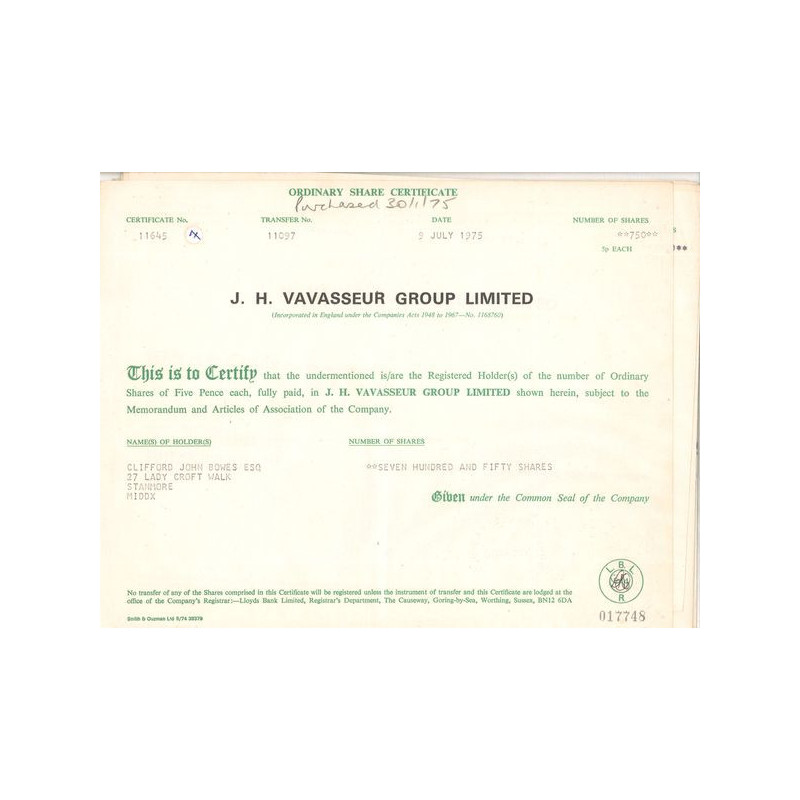 ORDINARY SHARE CERTIFICATE
Purchased 30/1/75
CERTIFICATE No. TRANSFER No. DATE NUMBER OF SHARES
11645 11097 9 JULY 1975 **750**
5p EACH
J. H. VAVASSEUR GROUP LIMITED
(Incorporated in England under the Companies Acts 1948 to 1967—No. 1168760)
This is to Certify that the undermentioned is/are the Registered Holder(s) of the number of Ordinary
Shares of Five Pence each, fully paid, in J. H. VAVASSEUR GROUP LIMITED shown herein, subject to the
Memorandum and Articles of Association of the Company.
NAME(S) OF HOLDER(S) NUMBER OF SHARES
CLIFFORD JOHN BOWES ESQ **SEVEN HUNDRED AND FIFTY SHARES
37 LADY CROFT WALK
STANMORE
MIDDX
Given under the Common Seal of the Company
L.B.L
R
No transfer of any of the Shares comprised in this Certificate will be registered unless the instrument of transfer and this Certificate are lodged at the
office of the Company's Registrar:—Lloyds Bank Limited, Registrar's Department, The Causeway, Goring-by-Sea, Worthing, Sussex, BN12 6DA
017748
Smith & Ouzman Ltd 5/74 39379